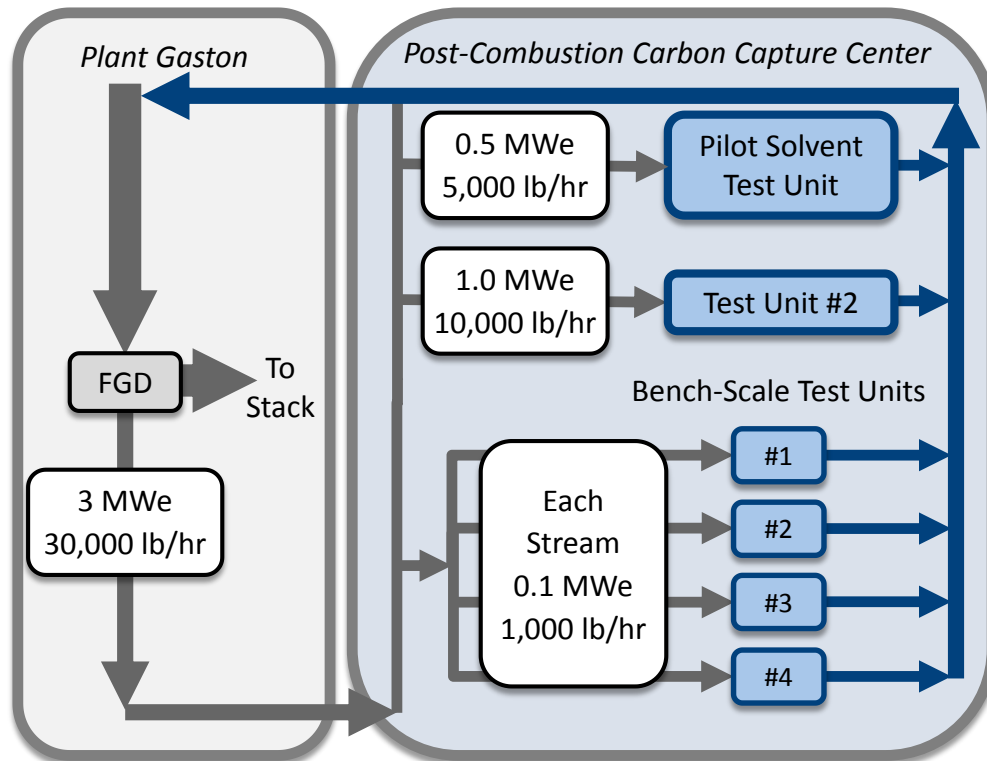 Plant Gaston
Post-Combustion Carbon Capture Center
0.5 MWe
5,000 lb/hr
Pilot Solvent
Test Unit
1.0 MWe
10,000 lb/hr
Test Unit #2
FGD
To
Stack
3 MWe
30,000 lb/hr
Bench-Scale Test Units
Each
Stream
0.1 MWe
1,000 lb/hr
#1
#2
#3
#4